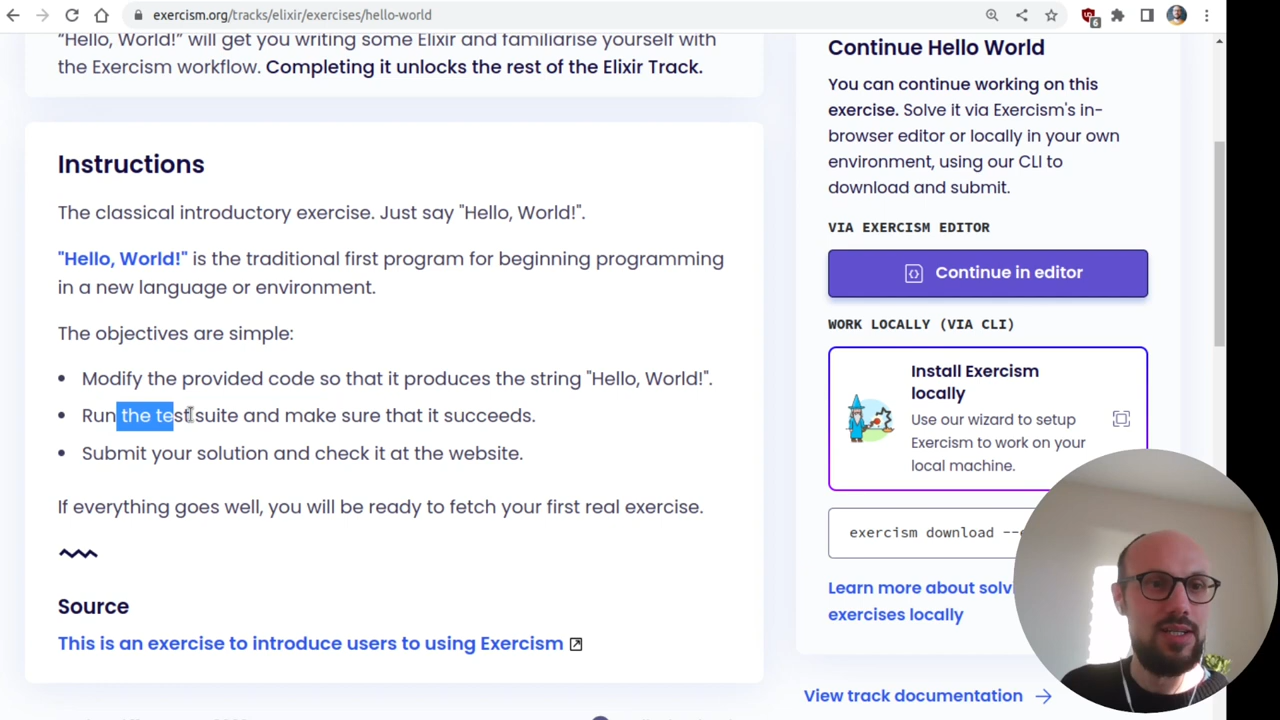 exercism.org/tracks/elixir/exercises/hello-world
6
"Hello, World!" will get you writing some Elixir and familiarise yourself with
the Exercism workflow. Completing it unlocks the rest of the Elixir Track.
Instructions
The classical introductory exercise. Just say "Hello, World!".
"Hello, World!" is the traditional first program for beginning programming
in a new language or environment.
The objectives are simple:
• Modify the provided code so that it produces the string "Hello, World!".
• Run the test suite and make sure that it succeeds.
• Submit your solution and check it at the website.
If everything goes well, you will be ready to fetch your first real exercise.
Source
This is an exercise to introduce users to using Exercism
Continue Hello World
You can continue working on this
exercise. Solve it via Exercism's in-
browser editor or locally in your own
environment, using our CLI to
download and submit.
VIA EXERCISM EDITOR
Continue in editor
WORK LOCALLY (VIA CLI)
Install Exercism
locally
Use our wizard to setup
Exercism to work on your
local machine.
exercism download
Learn more about
exercises locally
View track documentation